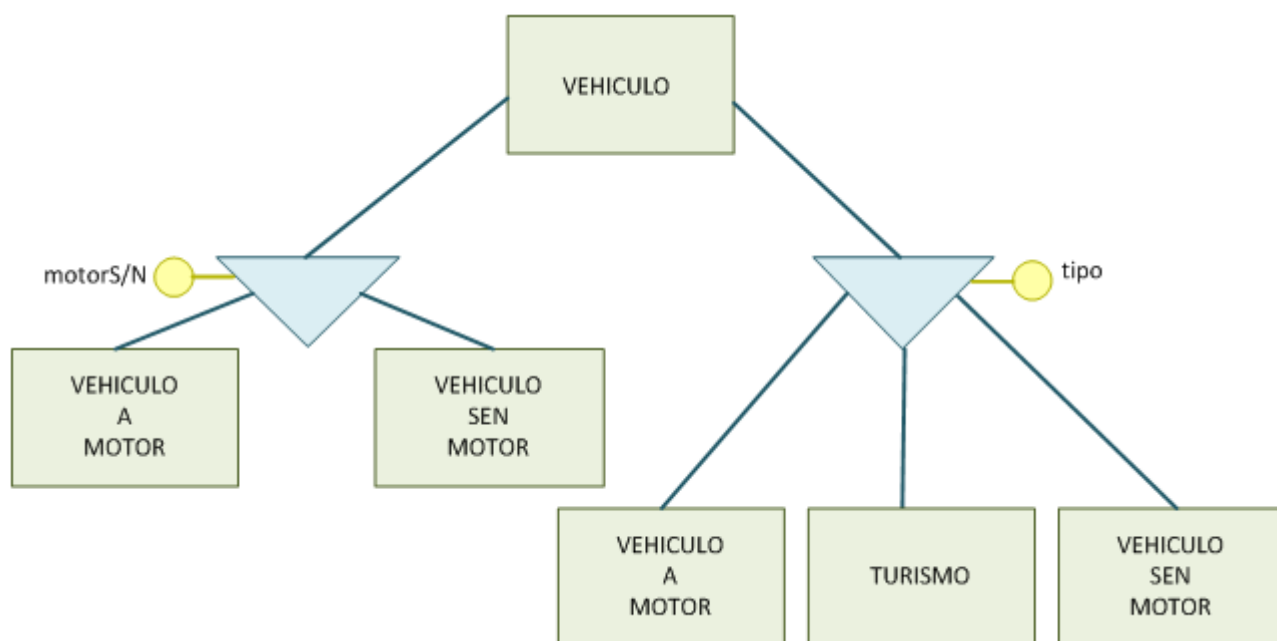 VEHICULO
motorS/N
tipo
VEHICULO
A
MOTOR
VEHICULO
SEN
MOTOR
VEHICULO
A
MOTOR
TURISMO
VEHICULO
SEN
MOTOR